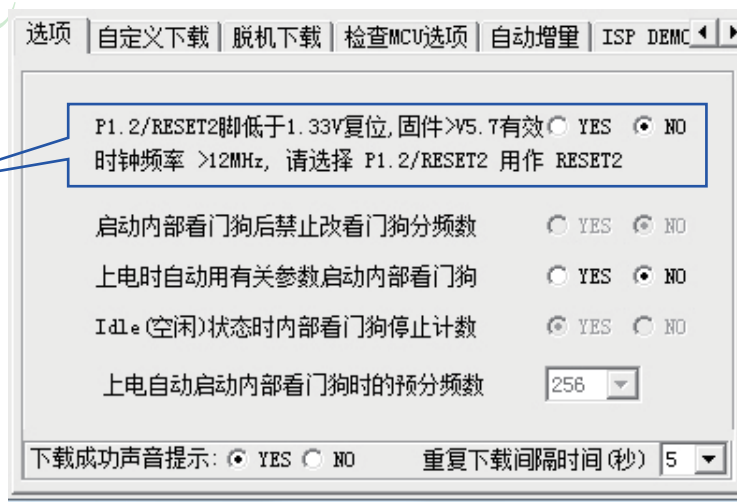 选项 自定义下载 脱机下载 检查MCU选项 自动增量 ISP DEMO
P1.2/RESET2脚低于1.33V复位,固件>V5.7有效 YES NO
时钟频率 >12MHz, 请选择 P1.2/RESET2 用作 RESET2
启动内部看门狗后禁止改看门狗分频数 YES NO
上电时自动用有关参数启动内部看门狗 YES NO
Idle(空闲)状态时内部看门狗停止计数 YES NO
上电自动启动内部看门狗时的预分频数 256
下载成功声音提示: YES NO 重复下载间隔时间(秒) 5